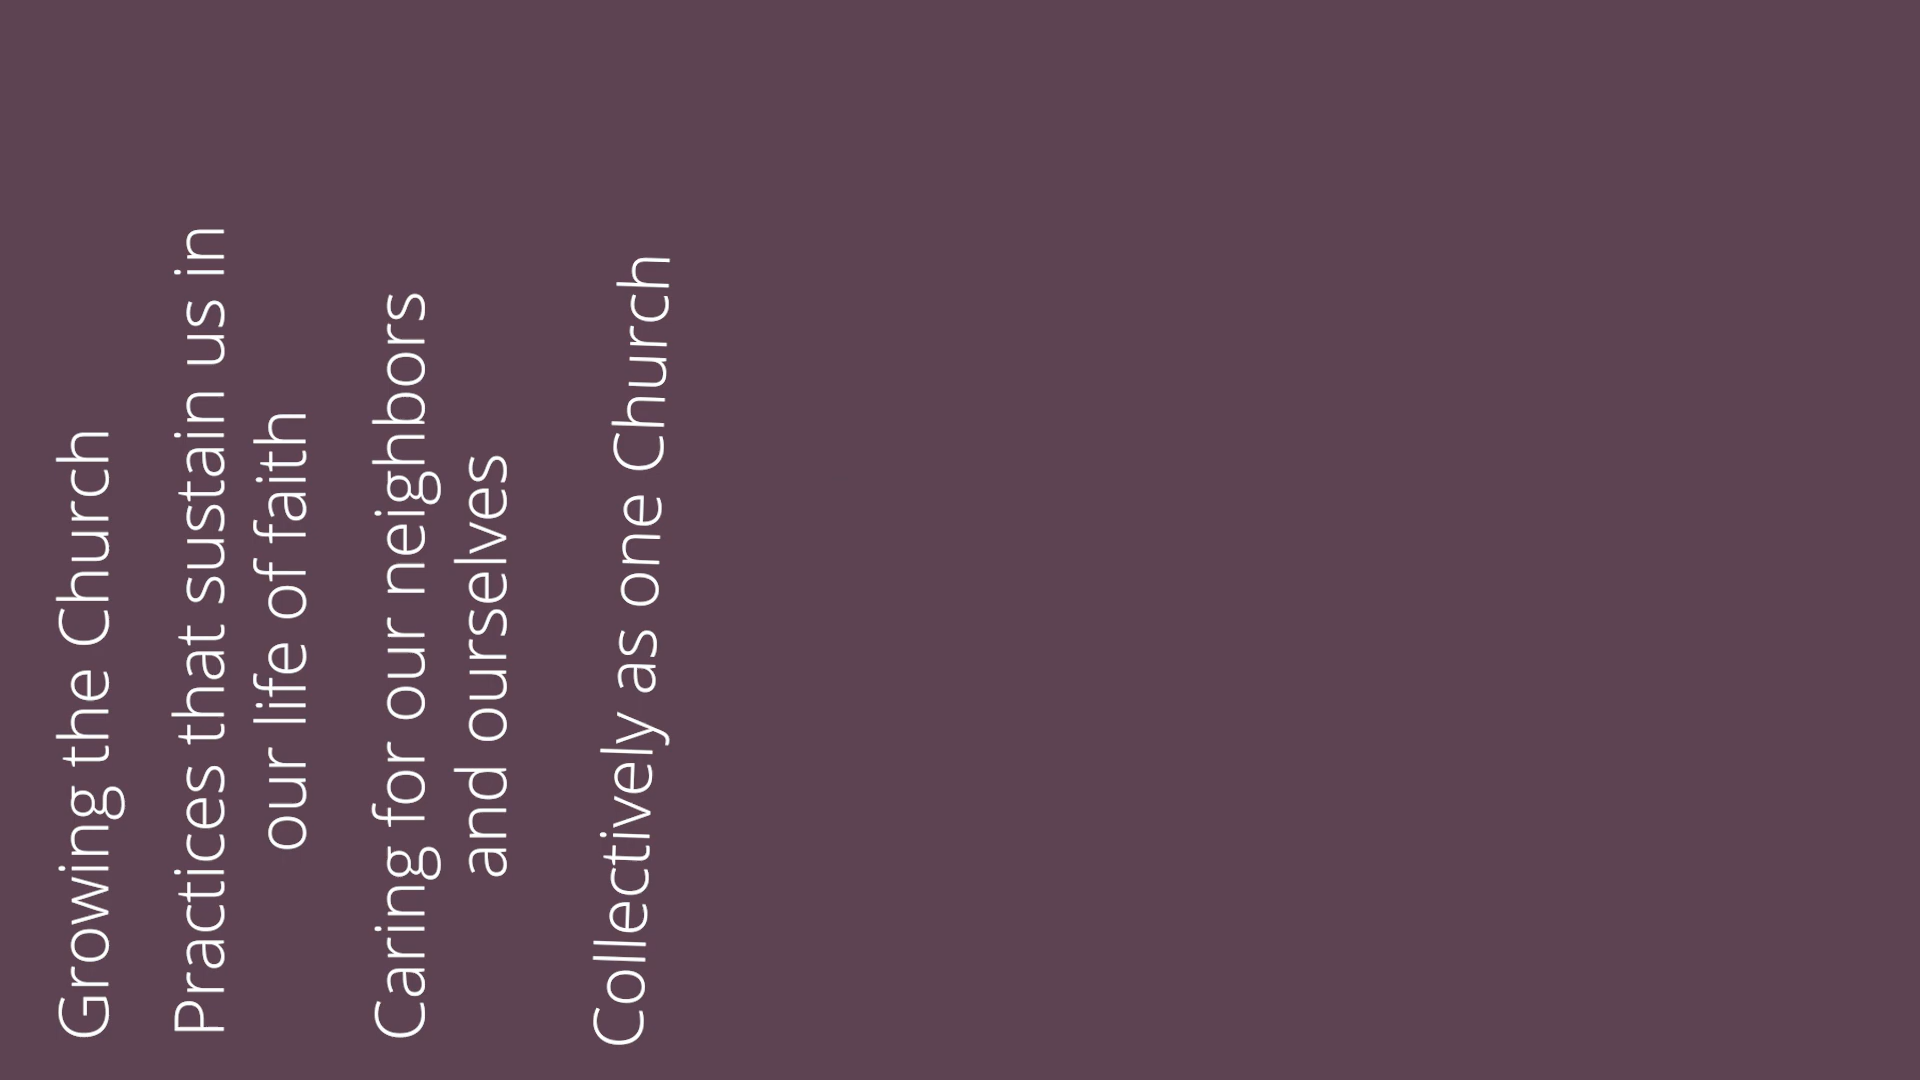 Growing the Church
Practices that sustain us in
our life of faith
Caring for our neighbors
and ourselves
Collectively as one Church